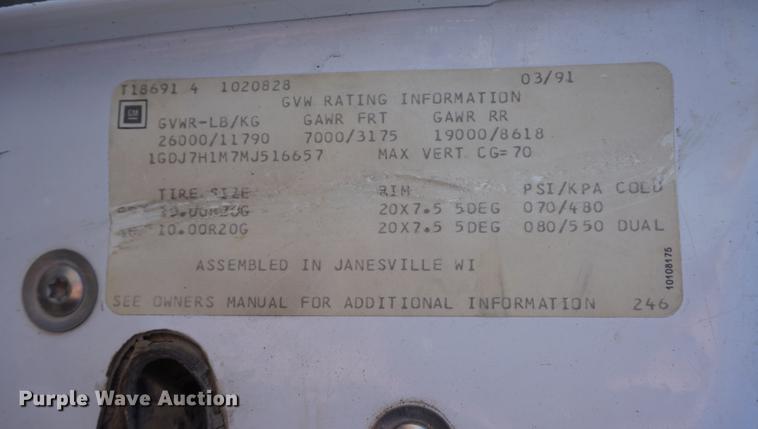 T18691 4 1020828 03/91
GM
GVW RATING INFORMATION
GVWR-LB/KG GAWR FRT GAWR RR
26000/11790 7000/3175 19000/8618
1GDJ7H1M7MJ516657 MAX VERT CG=70
TIRE SIZE RIM PSI/KPA COLD
10.00R20G 20X7.5 5DEG 070/480
10.00R20G 20X7.5 5DEG 080/550 DUAL
ASSEMBLED IN JANESVILLE WI
10108175
SEE OWNERS MANUAL FOR ADDITIONAL INFORMATION 246
Purple Wave Auction